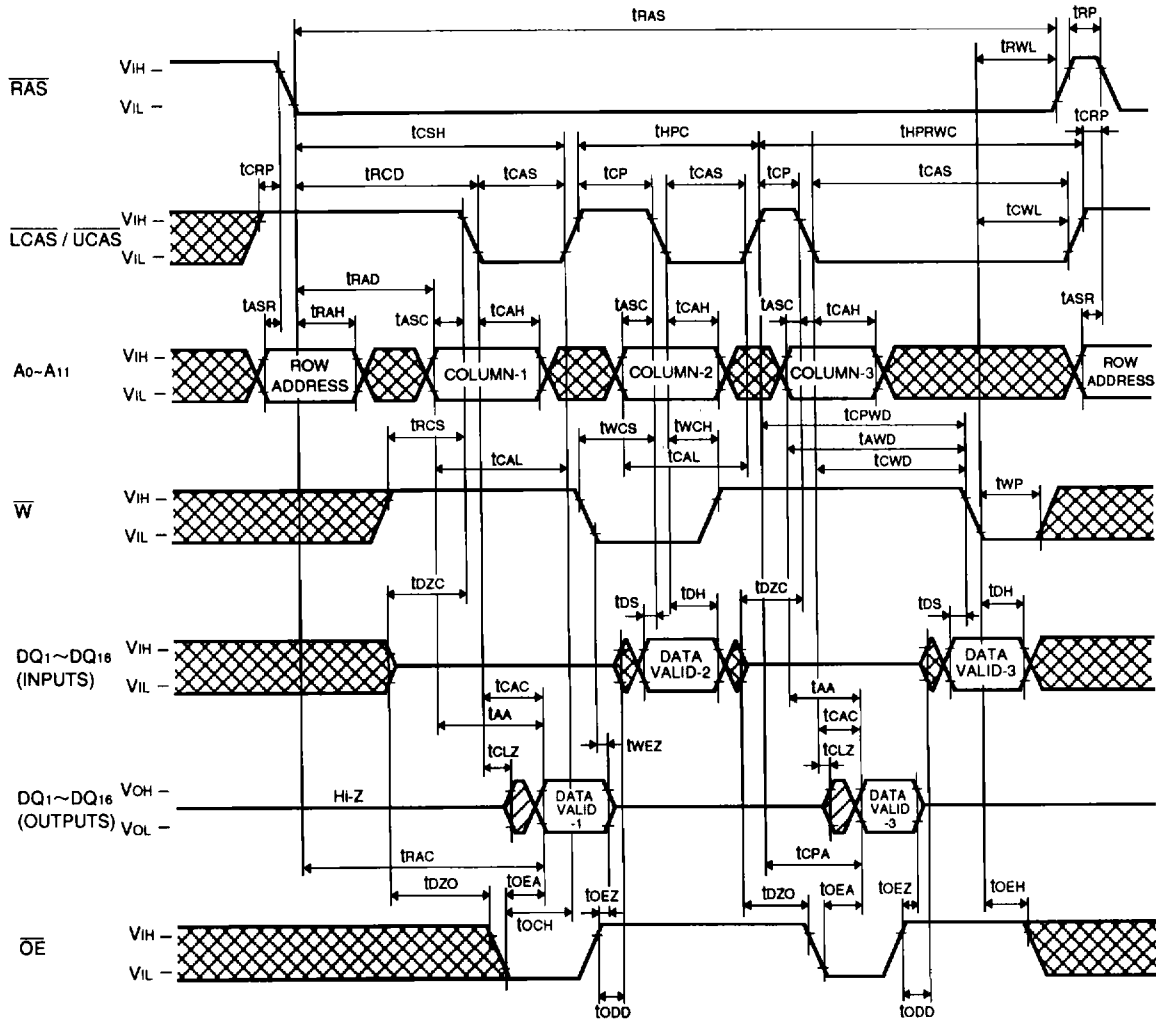 tRAS
tRP
tRWL
RAS
VIH
VIL
tCRP
tCSH
tHPC
tHPRWC
tCRP
tRCD
tCAS
tCP
tCAS
tCP
tCAS
LCAS / UCAS
VIH
VIL
tCWL
tRAD
tASR
tRAH
tASC
tCAH
tASC
tCAH
tASC
tCAH
tASR
A0~A11
VIH
VIL
ROW ADDRESS
COLUMN-1
COLUMN-2
COLUMN-3
ROW ADDRESS
tRCS
tWCS
tWCH
tCPWD
tAWD
tCAL
tCAL
tCWD
tWP
W
VIH
VIL
tDZC
tDS
tDH
tDZC
tDS
tDH
DQ1~DQ16
(INPUTS)
VIH
VIL
DATA VALID-2
DATA VALID-3
tCAC
tAA
tAA
tCAC
tCLZ
tWEZ
tCLZ
DQ1~DQ16
(OUTPUTS)
VOH
VOL
Hi-Z
DATA VALID -1
DATA VALID -3
tRAC
tCPA
tDZO
tOEA
tOEZ
tDZO
tOEA
tOEZ
tOEH
tOCH
OE
VIH
VIL
tODD
tODD